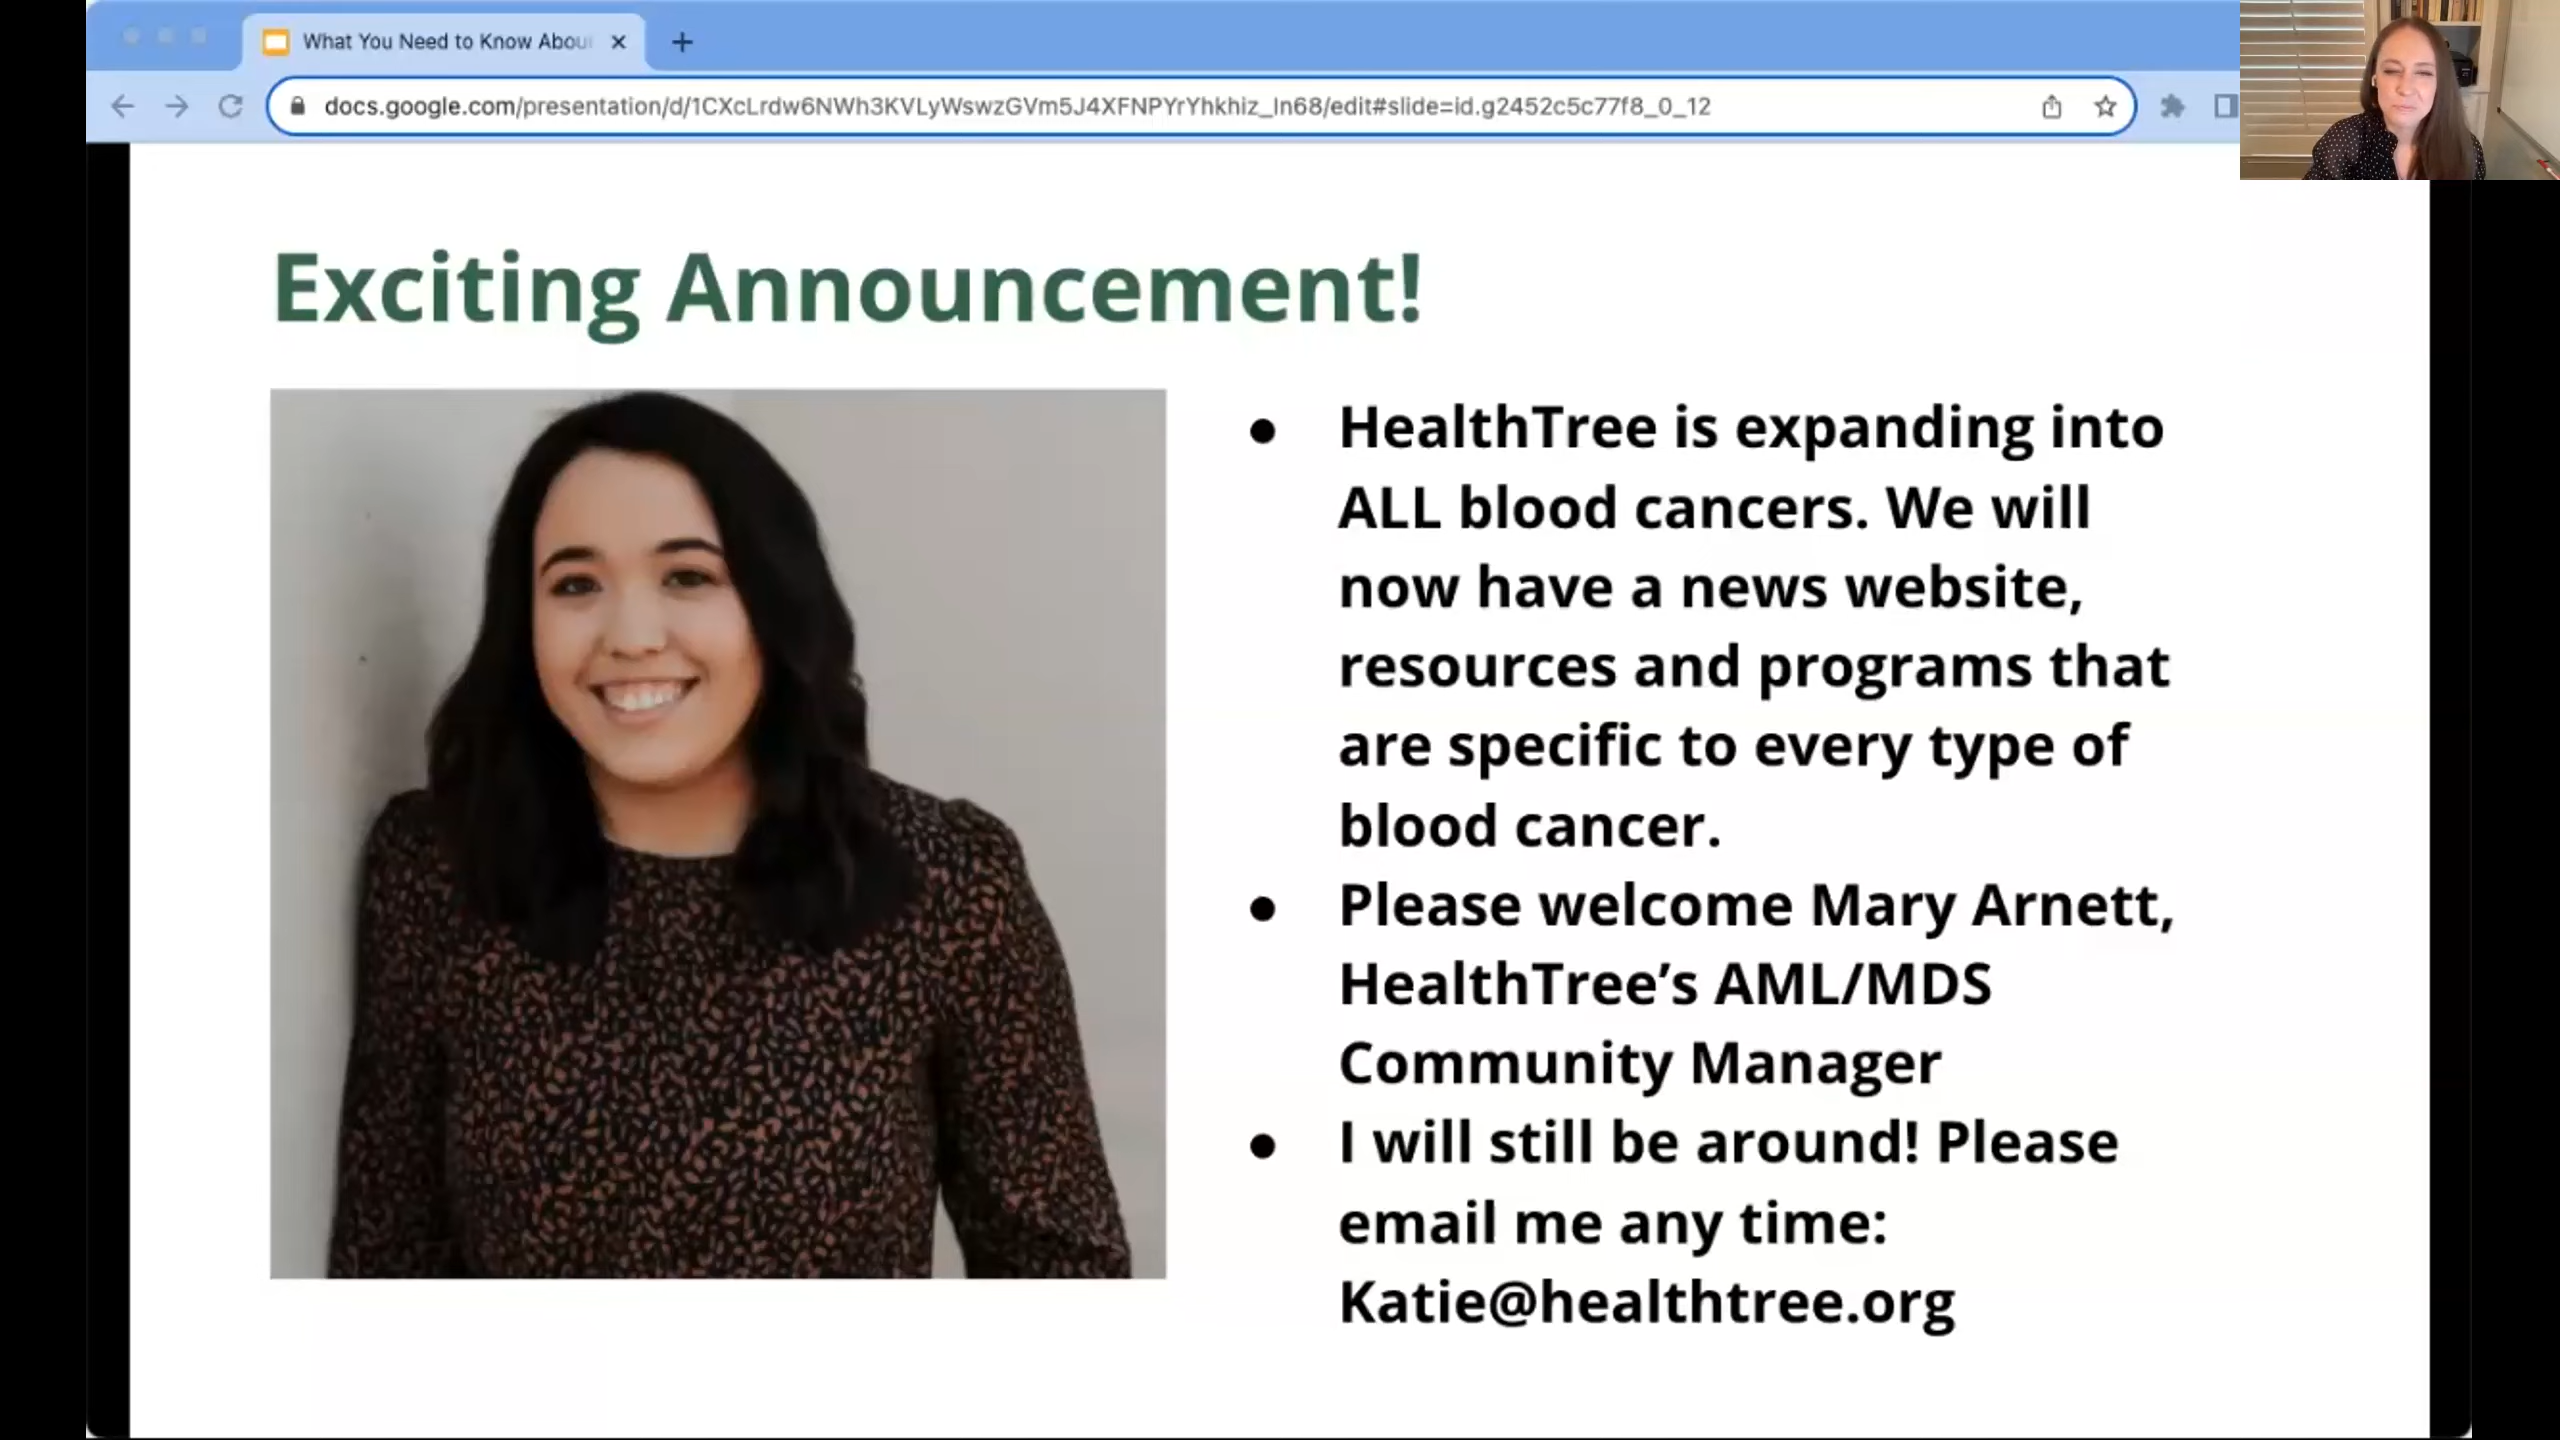 What You Need to Know Abou
docs.google.com/presentation/d/1CXcLrdw6NWh3KVLyWswzGVm5J4XFNPYrYhkhiz_In68/edit#slide=id.g2452c5c77f8_0_12
Exciting Announcement!
● HealthTree is expanding into
ALL blood cancers. We will
now have a news website,
resources and programs that
are specific to every type of
blood cancer.
● Please welcome Mary Arnett,
HealthTree’s AML/MDS
Community Manager
● I will still be around! Please
email me any time:
Katie@healthtree.org